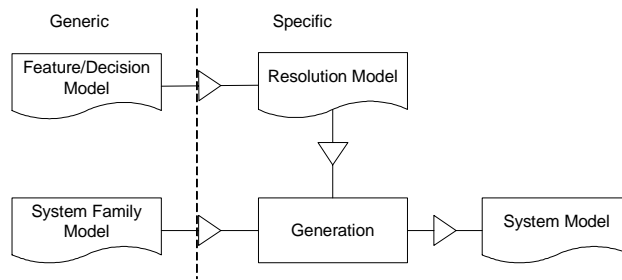 Generic
Specific
Feature/Decision
Model
Resolution Model
System Family
Model
Generation
System Model